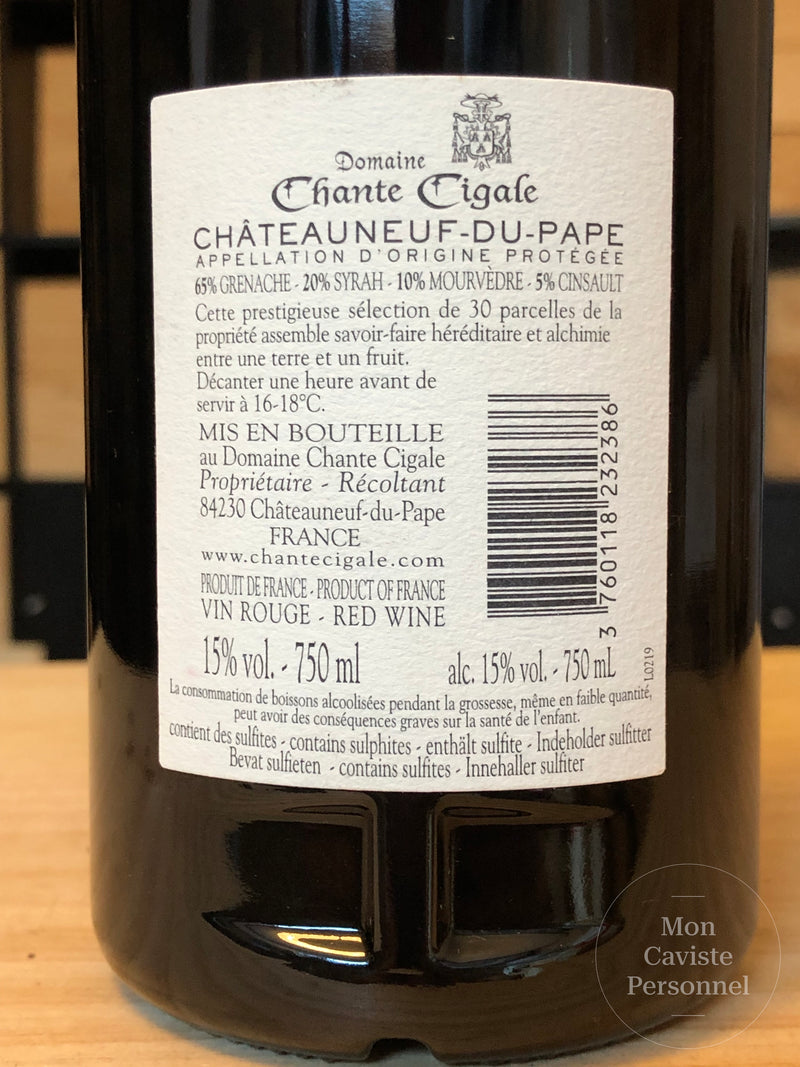 Domaine
Chante Cigale
CHÂTEAUNEUF-DU-PAPE
APPELLATION D'ORIGINE PROTÉGÉE
65% GRENACHE - 20% SYRAH - 10% MOURVÈDRE - 5% CINSAULT
Cette prestigieuse sélection de 30 parcelles de la
propriété assemble savoir-faire héréditaire et alchimie
entre une terre et un fruit.
Décanter une heure avant de
servir à 16-18°C.
MIS EN BOUTEILLE
au Domaine Chante Cigale
Propriétaire - Récoltant
84230 Châteauneuf-du-Pape
FRANCE
www.chantecigale.com
PRODUIT DE FRANCE - PRODUCT OF FRANCE
VIN ROUGE - RED WINE
3 760118 232386
15% vol. - 750 ml
alc. 15% vol. - 750 mL
L0219
La consommation de boissons alcoolisées pendant la grossesse, même en faible quantité,
peut avoir des conséquences graves sur la santé de l'enfant.
contient des sulfites - contains sulphites - enthält sulfite - Indeholder sulfitter
Bevat sulfieten - contains sulfites - Innehaller sulfiter
Mon
Caviste
Personnel